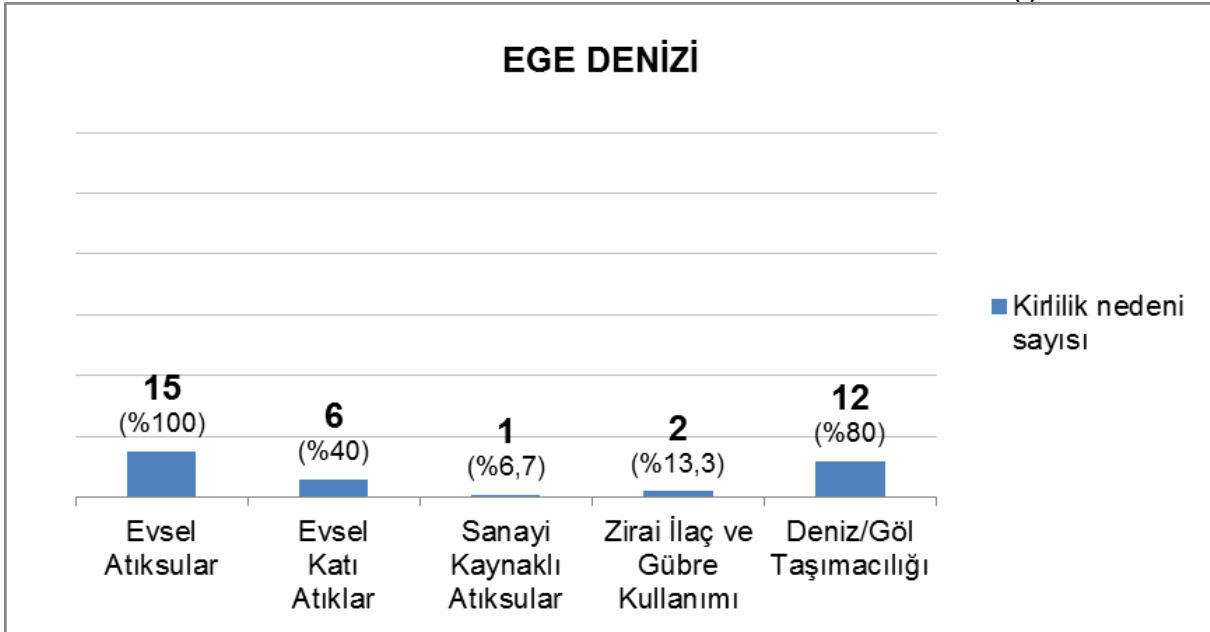 EGE DENİZİ
15
(%100)
6
(%40)
1
(%6,7)
2
(%13,3)
12
(%80)
Kirlilik nedeni
sayısı
Evsel
Atıksular
Evsel
Katı
Atıklar
Sanayi
Kaynaklı
Atıksular
Zirai İlaç ve
Gübre
Kullanımı
Deniz/Göl
Taşımacılığı